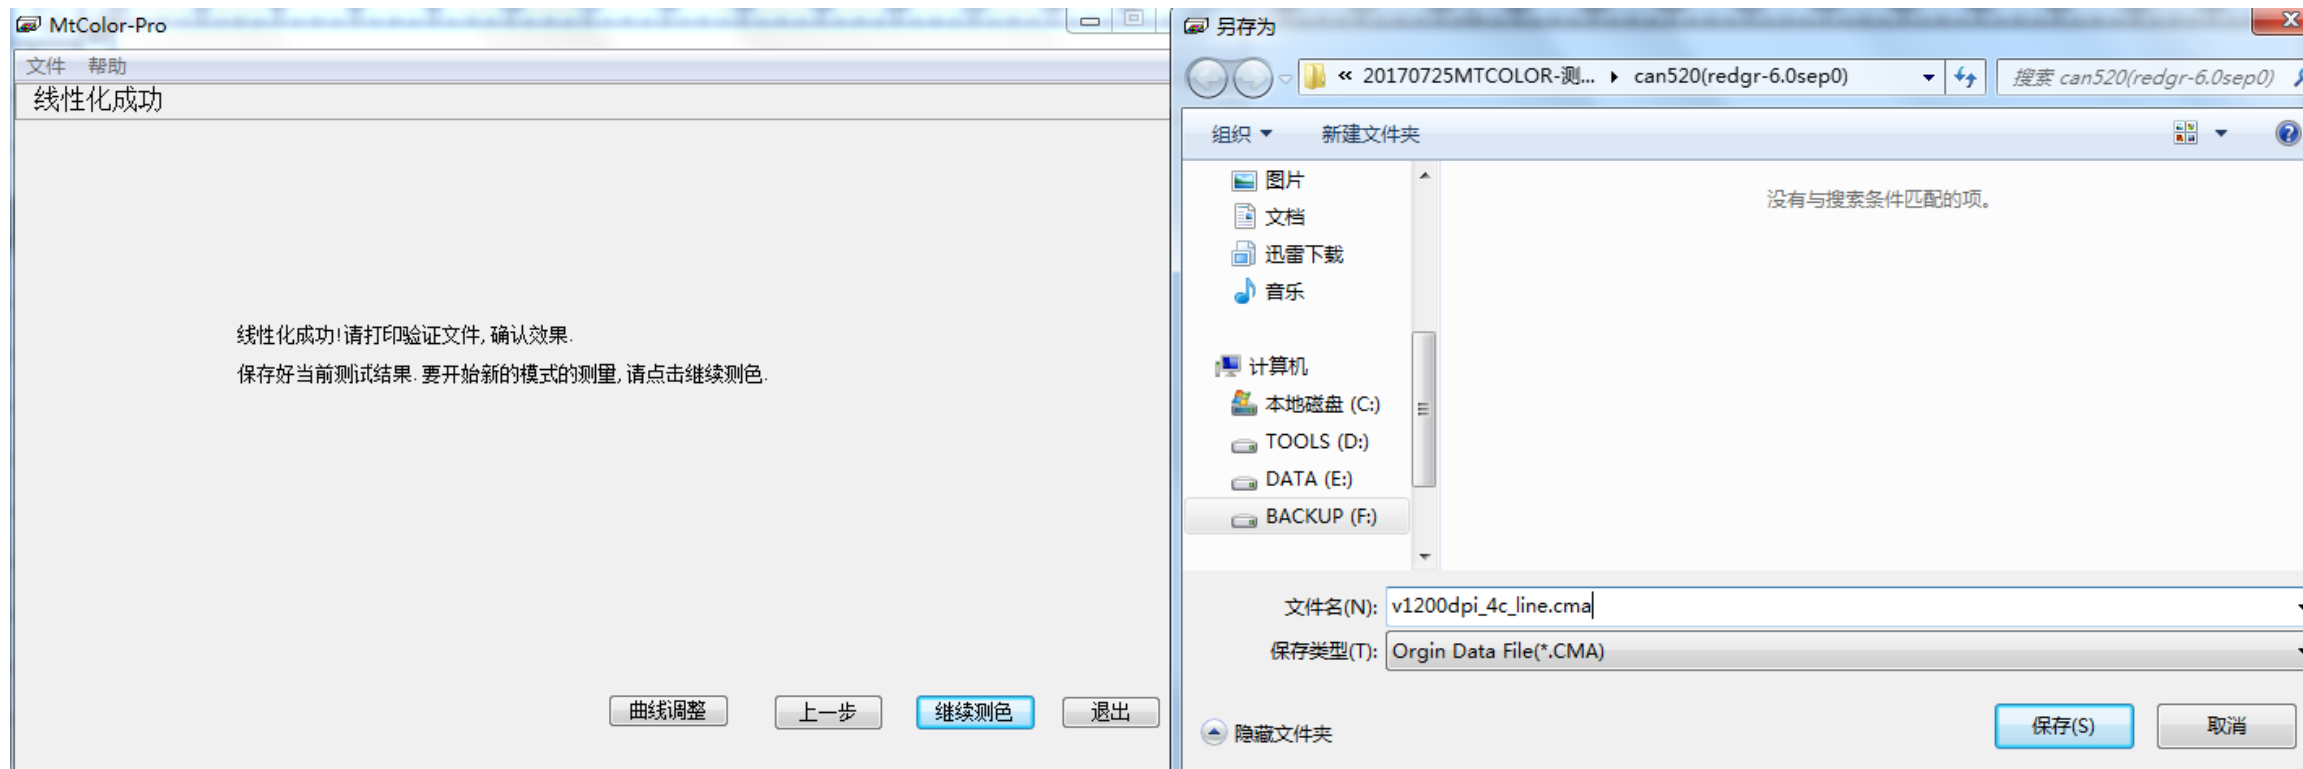 MtColor-Pro
文件 帮助
线性化成功
线性化成功!请打印验证文件,确认效果.
保存好当前测试结果.要开始新的模式的测量,请点击继续测色.
曲线调整 上一步 继续测色 退出
另存为
« 20170725MTCOLOR-测... can520(redgr-6.0sep0) 搜索 can520(redgr-6.0sep0)
组织 新建文件夹
图片
文档
迅雷下载
音乐
计算机
本地磁盘 (C:)
TOOLS (D:)
DATA (E:)
BACKUP (F:)
没有与搜索条件匹配的项。
文件名(N): v1200dpi_4c_line.cma
保存类型(T): Orgin Data File(*.CMA)
隐藏文件夹 保存(S) 取消